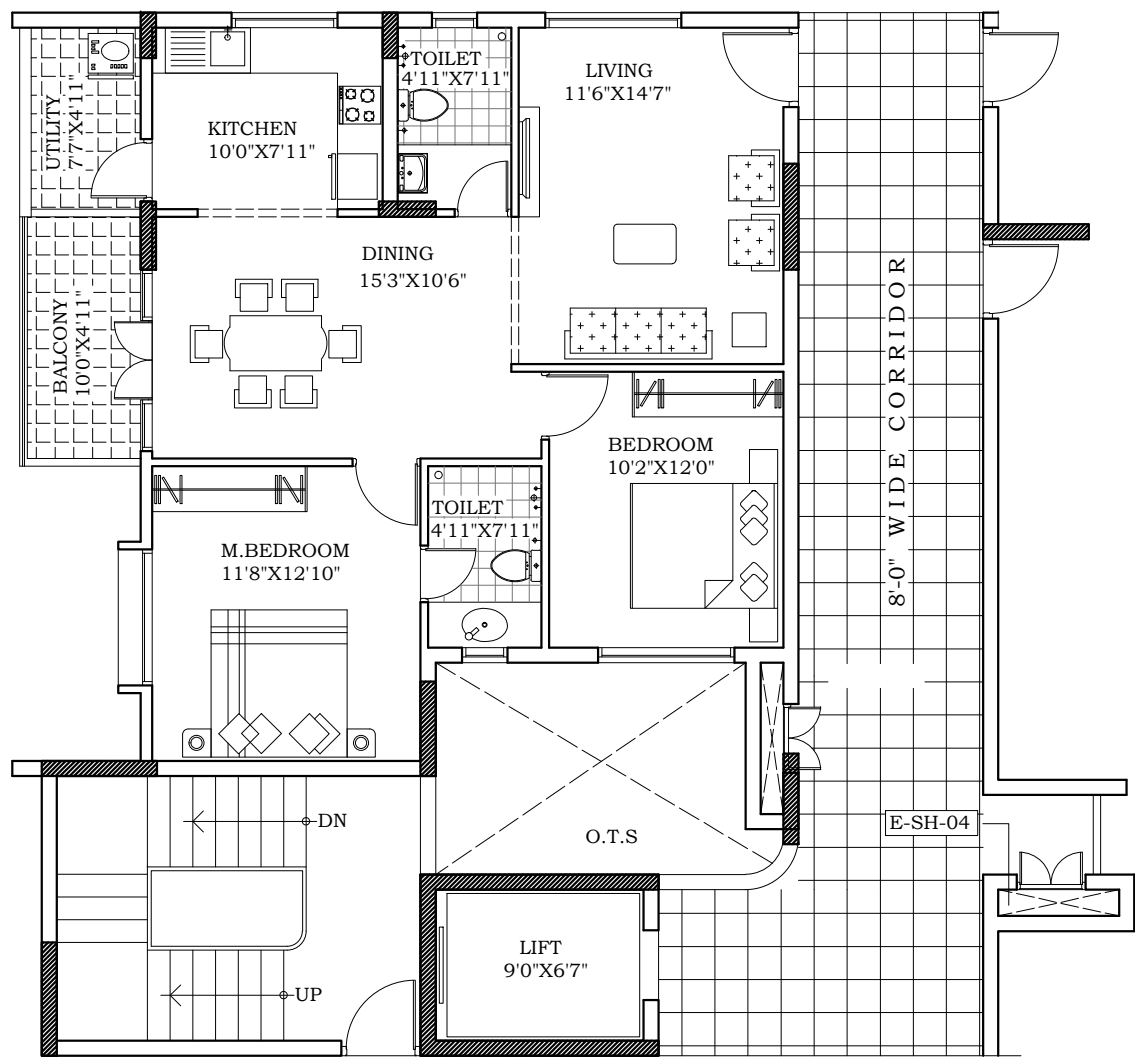 TOILET
4'11"X7'11"
LIVING
11'6"X14'7"
UTILITY
7'7"X4'11"
KITCHEN
10'0"X7'11"
DINING
15'3"X10'6"
BALCONY
10'0"X4'11"
8'-0" WIDE CORRIDOR
BEDROOM
10'2"X12'0"
TOILET
4'11"X7'11"
M.BEDROOM
11'8"X12'10"
DN
O.T.S
E-SH-04
LIFT
9'0"X6'7"
UP